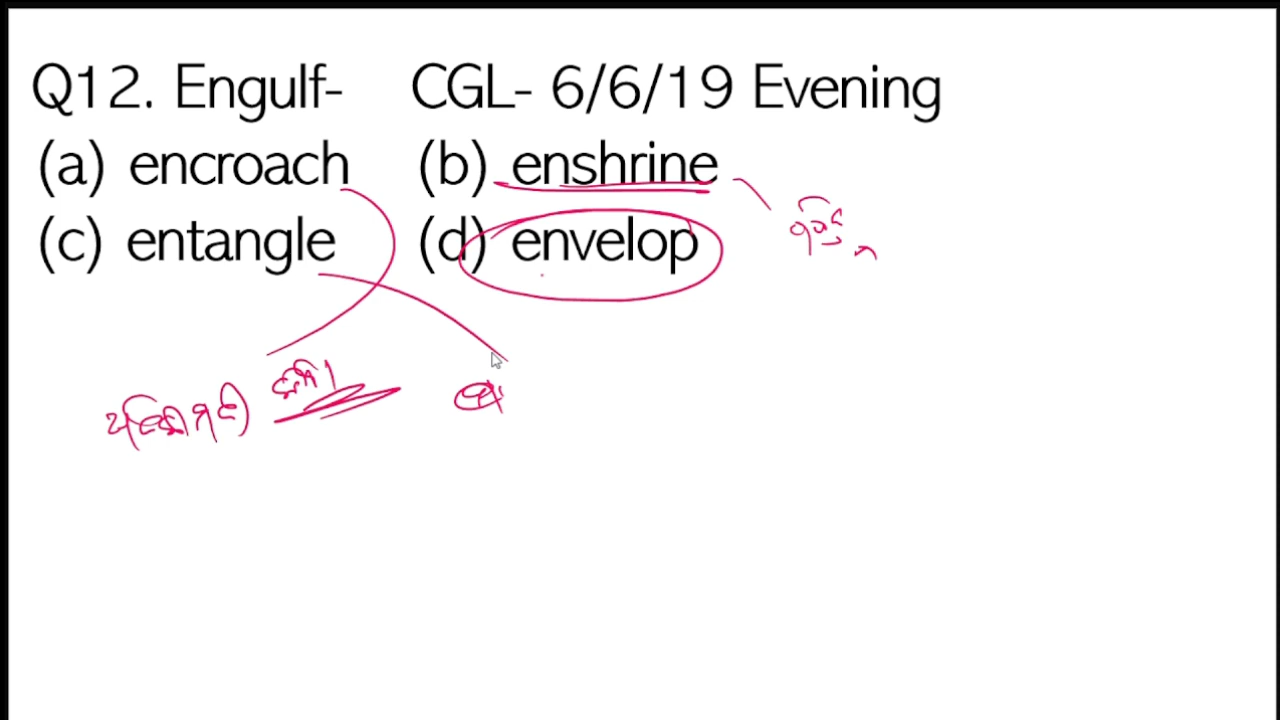 Q12. Engulf- CGL- 6/6/19 Evening
(a) encroach (b) enshrine
(c) entangle (d) envelop